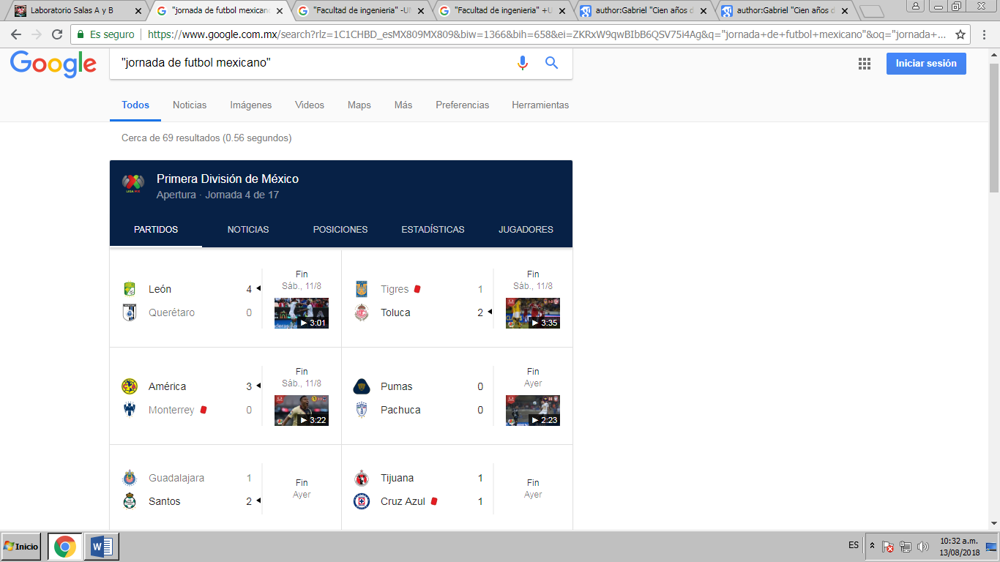 Laboratorio Salas A y B
"jornada de futbol mexicano
"Facultad de ingenieria" -UN
"Facultad de ingenieria" +U
author:Gabriel "Cien años d
author:Gabriel "Cien años d
Es seguro
https://www.google.com.mx/search?rlz=1C1CHBD_esMX809MX809&biw=1366&bih=658&ei=ZKRxW9qwBIbB6QSV75i4Ag&q="jornada+de+futbol+mexicano"&oq="jornada+...
Google
"jornada de futbol mexicano"
Iniciar sesión
Todos Noticias Imágenes Videos Maps Más Preferencias Herramientas
Cerca de 69 resultados (0.56 segundos)
Primera División de México
Apertura · Jornada 4 de 17
PARTIDOS NOTICIAS POSICIONES ESTADÍSTICAS JUGADORES
León 4
Querétaro 0
Fin
Sáb., 11/8
3:01
Tigres 1
Toluca 2
Fin
Sáb., 11/8
3:35
América 3
Monterrey 0
Fin
Sáb., 11/8
3:22
Pumas 0
Pachuca 0
Fin
Ayer
2:23
Guadalajara 1
Santos 2
Fin
Ayer
Tijuana 1
Cruz Azul 1
Fin
Ayer
Inicio
ES
10:32 a.m.
13/08/2018